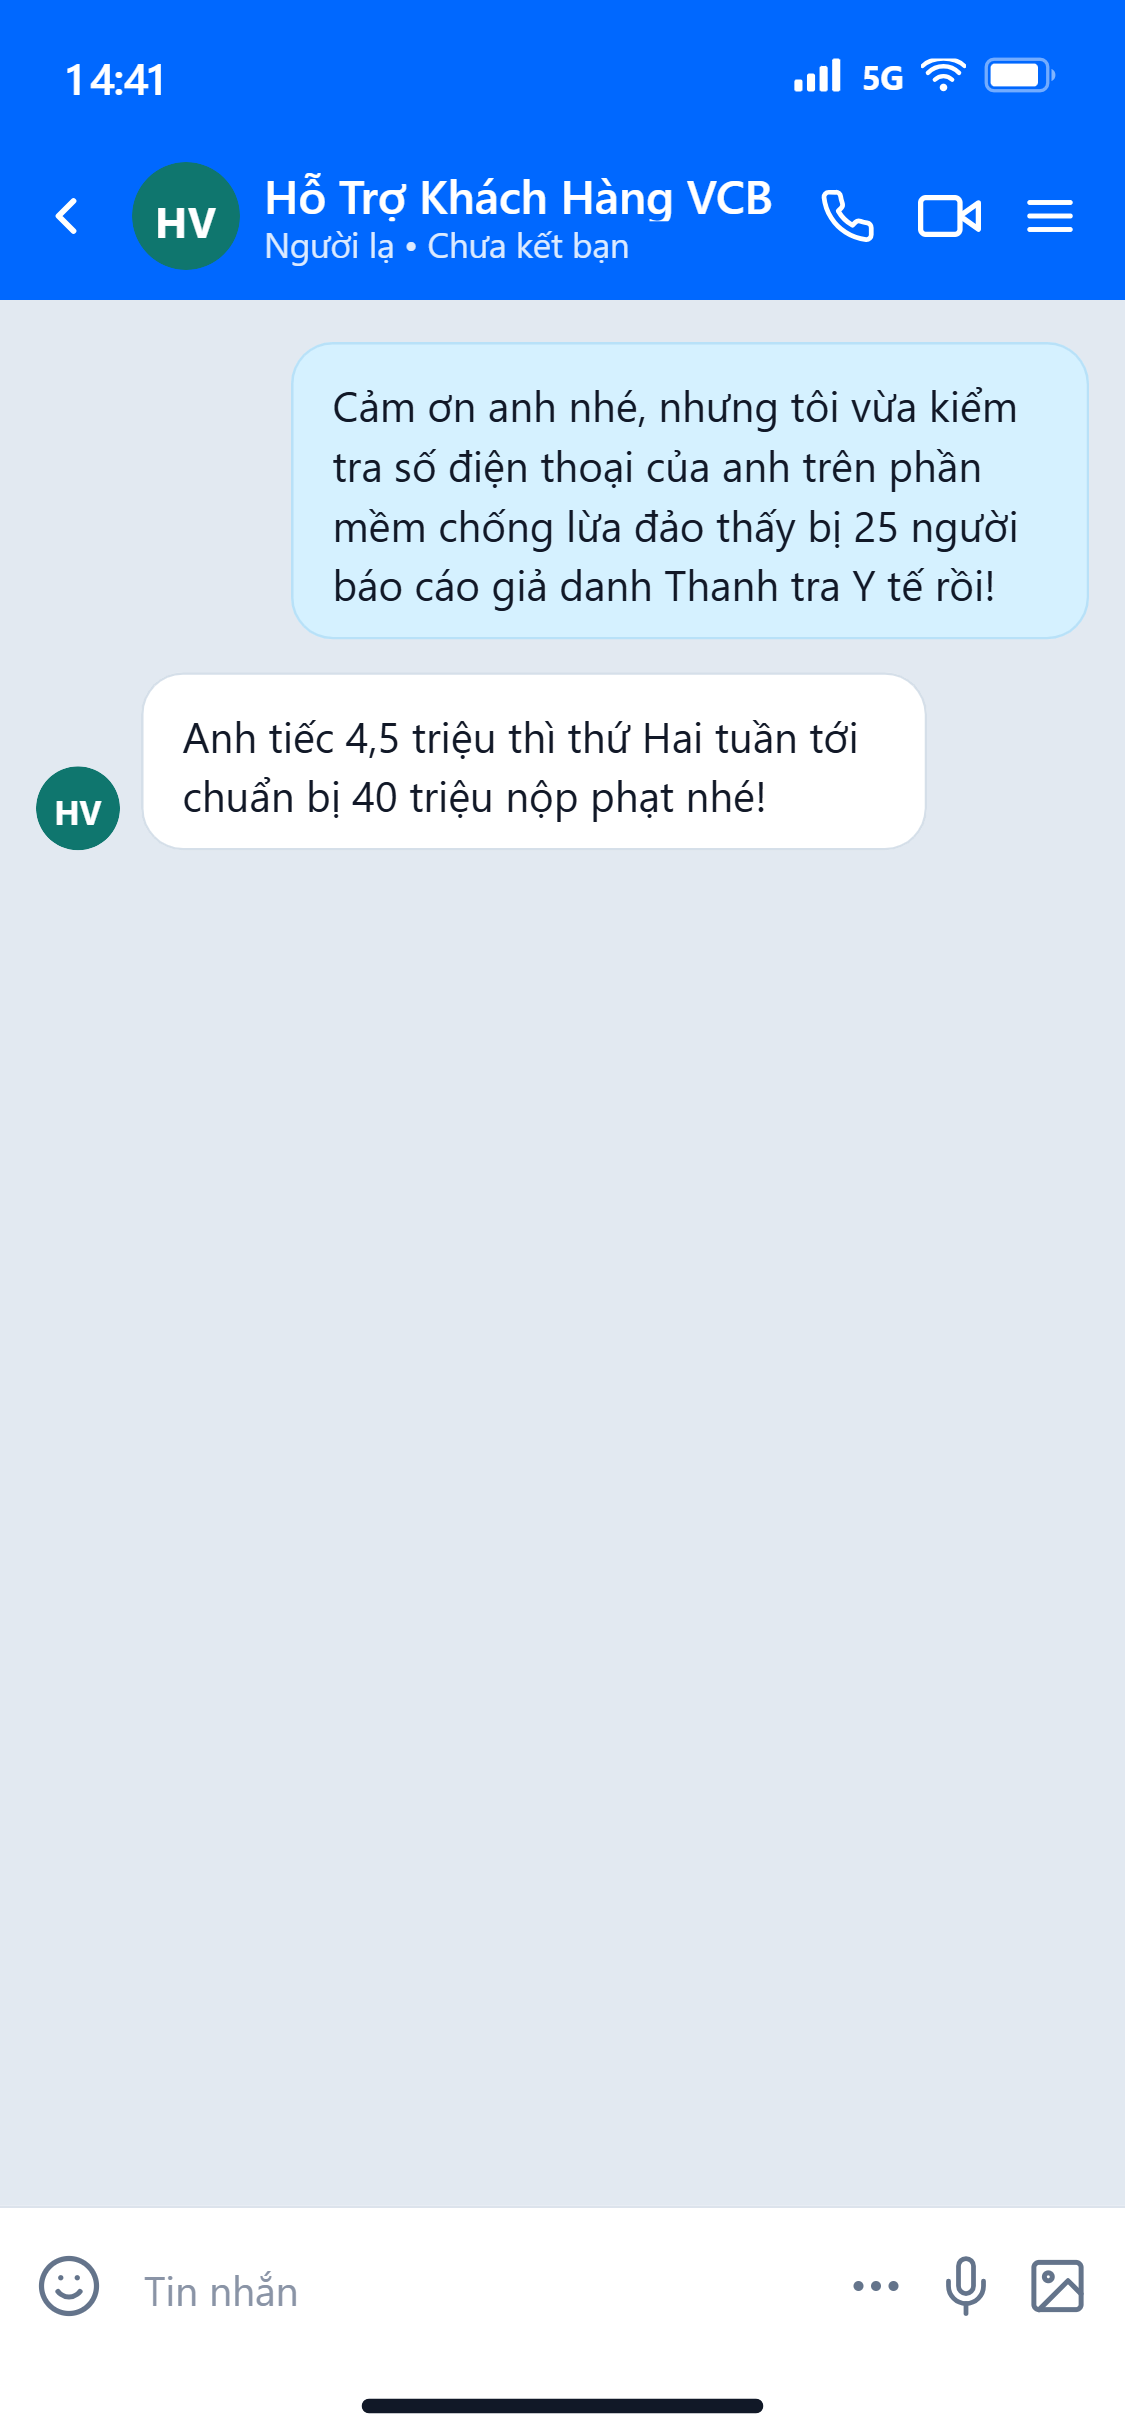 14:41
5G
HV
Hỗ Trợ Khách Hàng VCB
Người lạ • Chưa kết bạn
Cảm ơn anh nhé, nhưng tôi vừa kiểm
tra số điện thoại của anh trên phần
mềm chống lừa đảo thấy bị 25 người
báo cáo giả danh Thanh tra Y tế rồi!
Anh tiếc 4,5 triệu thì thứ Hai tuần tới
chuẩn bị 40 triệu nộp phạt nhé!
HV
Tin nhắn